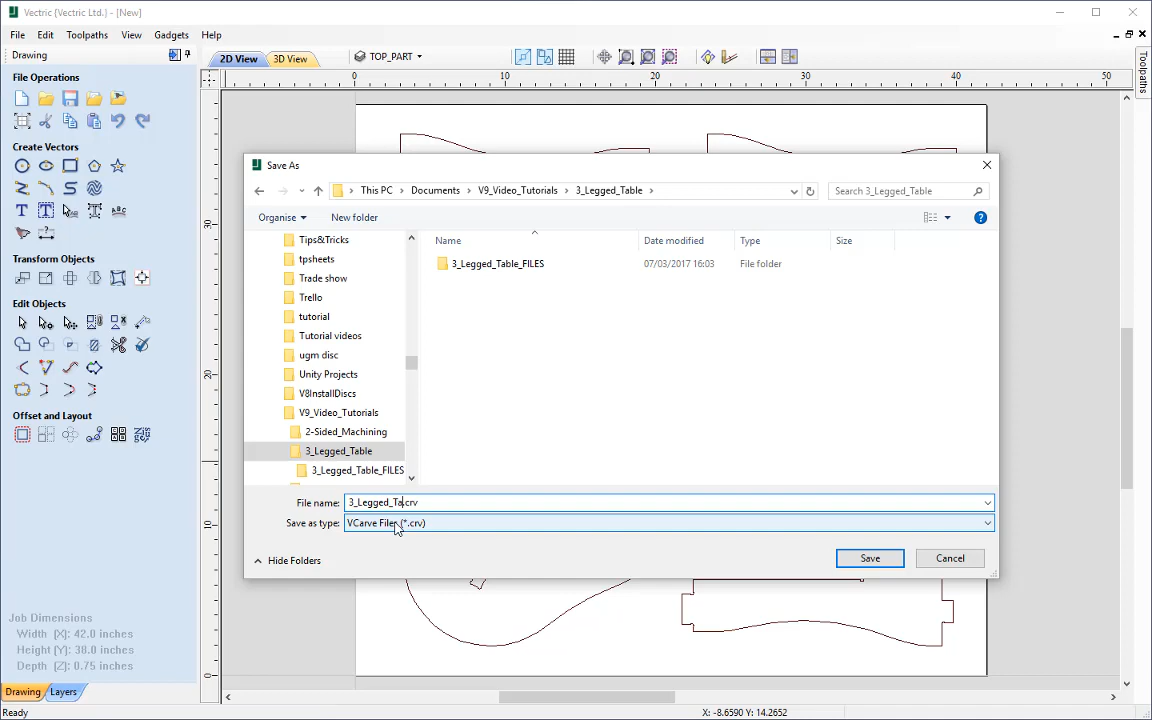 Vectric (Vectric Ltd.) - [New]
File Edit Toolpaths View Gadgets Help
Drawing
2D View 3D View TOP_PART
File Operations
0 10 20 30 40 50
Create Vectors
T
Transform Objects
Edit Objects
Offset and Layout
Job Dimensions
Width (X): 42.0 inches
Height (Y): 38.0 inches
Depth (Z): 0.75 inches
Drawing Layers
Ready
X: -8.6590 Y: 14.2652
Toolpaths
30
20
10
0
Save As
This PC Documents V9_Video_Tutorials 3_Legged_Table
Search 3_Legged_Table
Organise New folder
Name Date modified Type Size
3_Legged_Table_FILES 07/03/2017 16:03 File folder
Tips&Tricks
tpsheets
Trade show
Trello
tutorial
Tutorial videos
ugm disc
Unity Projects
V8InstallDiscs
V9_Video_Tutorials
2-Sided_Machining
3_Legged_Table
3_Legged_Table_FILES
File name: 3_Legged_Ta.crv
Save as type: VCarve Files (*.crv)
Hide Folders Save Cancel